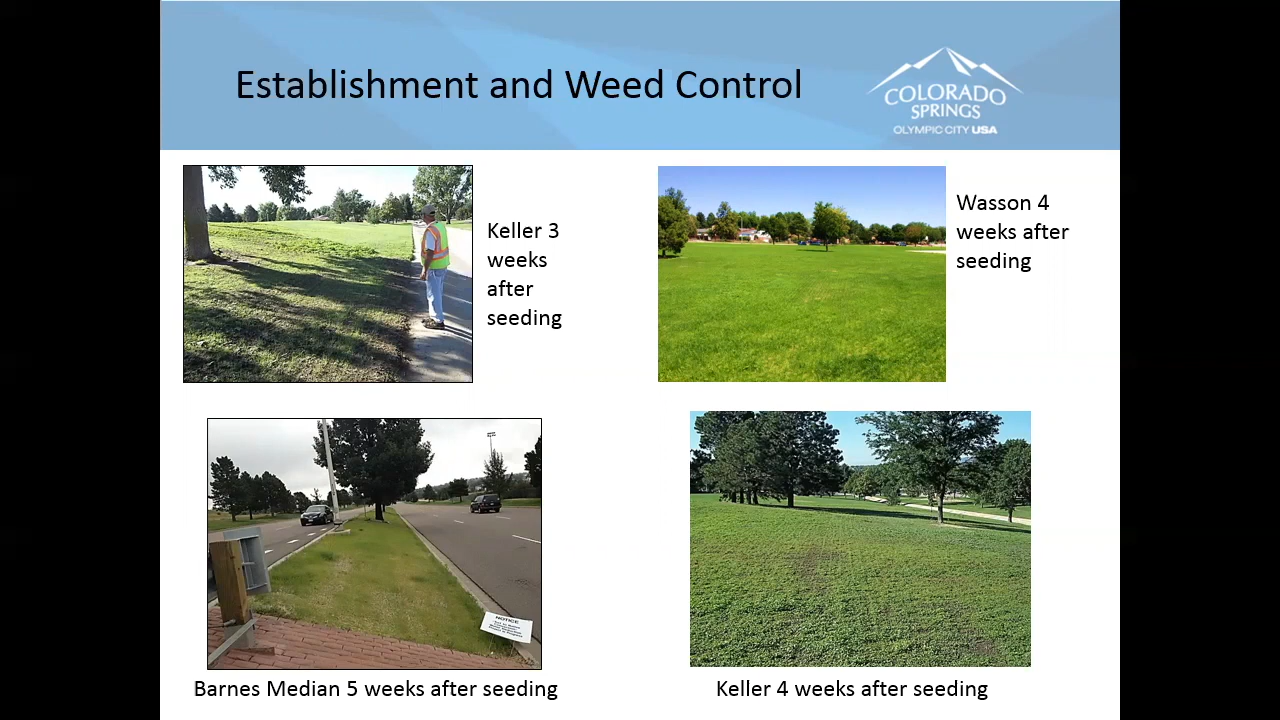 Establishment and Weed Control
COLORADO
SPRINGS
OLYMPIC CITY USA
Keller 3
weeks
after
seeding
Wasson 4
weeks after
seeding
NOTICE
Barnes Median 5 weeks after seeding
Keller 4 weeks after seeding